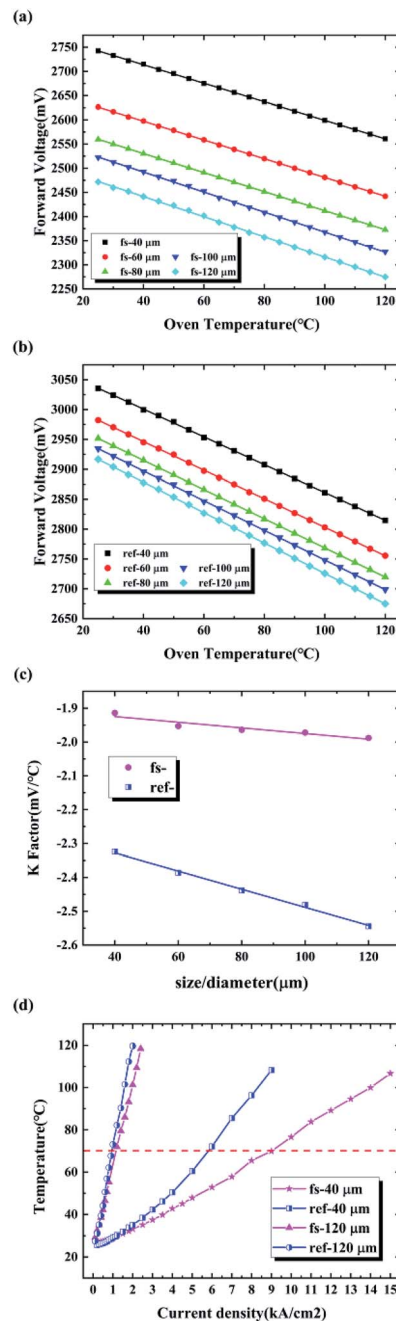 (a)
2750
2700
2650
2600
2550
2500
2450
2400
2350
2300
2250
Forward Voltage(mV)
fs-40 μm
fs-60 μm fs-100 μm
fs-80 μm fs-120 μm
20 40 60 80 100 120
Oven Temperature(°C)
(b)
3050
3000
2950
2900
2850
2800
2750
2700
2650
Forward Voltage(mV)
ref-40 μm
ref-60 μm ref-100 μm
ref-80 μm ref-120 μm
20 40 60 80 100 120
Oven Temperature(°C)
(c)
-1.9
-2.0
-2.1
-2.2
-2.3
-2.4
-2.5
-2.6
K Factor(mV/°C)
fs-
ref-
40 60 80 100 120
size/diameter(μm)
(d)
120
100
80
60
40
20
Temperature(°C)
fs-40 μm
ref-40 μm
fs-120 μm
ref-120 μm
0 1 2 3 4 5 6 7 8 9 10 11 12 13 14 15
Current density(kA/cm2)